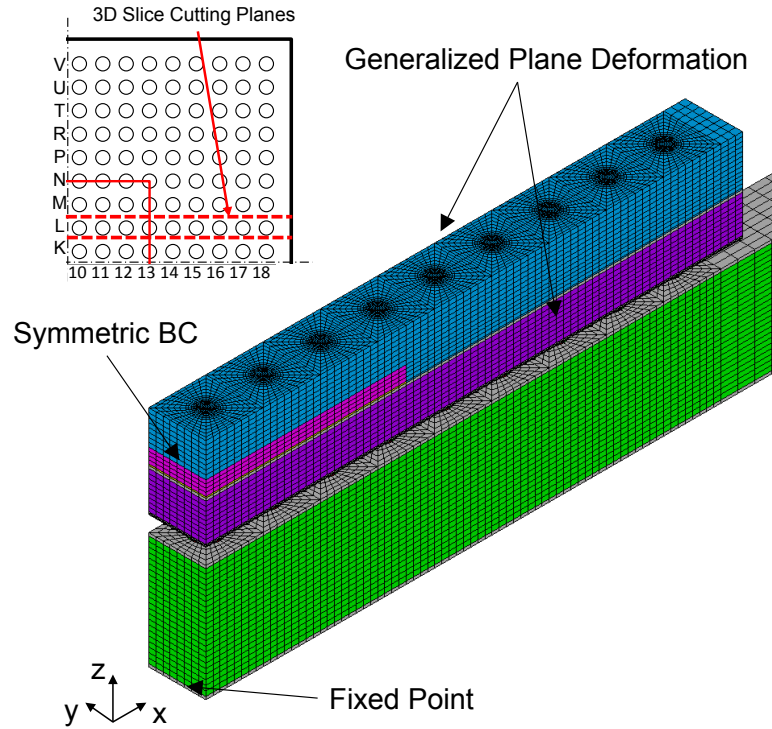 3D Slice Cutting Planes
V
U
T
R
P
N
M
L
K
10 11 12 13 14 15 16 17 18
Generalized Plane Deformation
Symmetric BC
Fixed Point
z
y
x